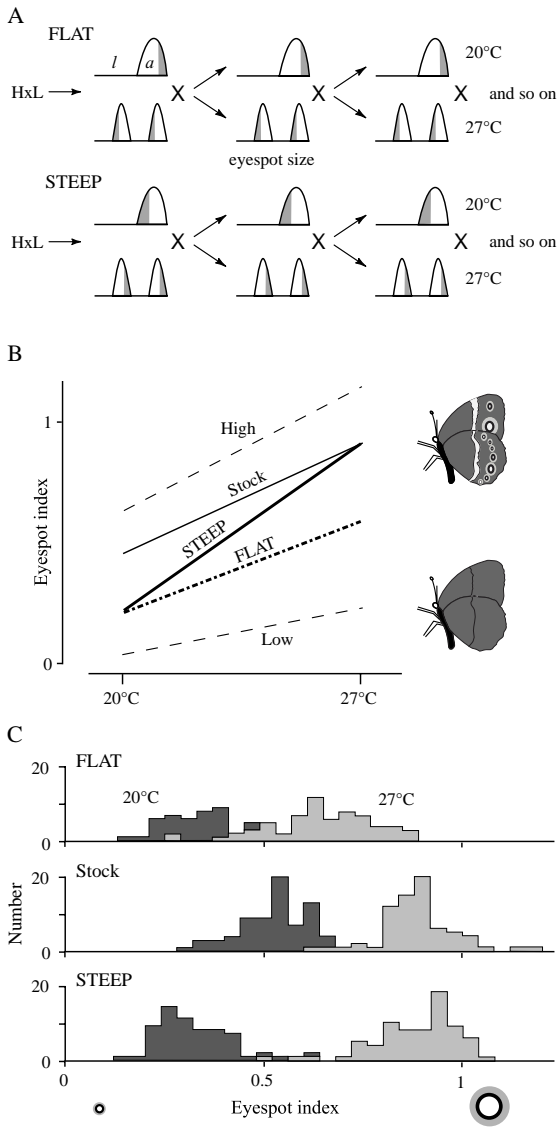 A
FLAT
l a
20°C
HxL X X X and so on
27°C
eyespot size
STEEP
20°C
HxL X X X and so on
27°C
B
Eyespot index
1
0
High
Stock
STEEP
FLAT
Low
20°C 27°C
C
Number
FLAT
20
0
20°C 27°C
Stock
20
0
STEEP
20
0
0 0.5 1
Eyespot index